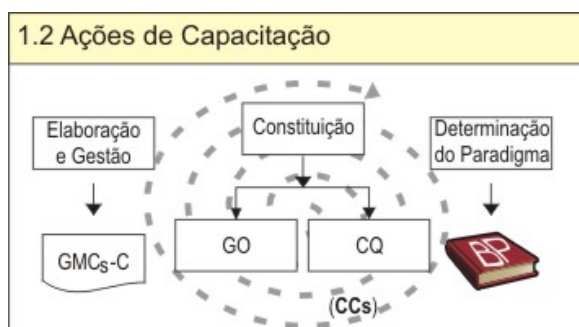 1.2 Ações de Capacitação
Elaboração
e Gestão
Constituição
Determinação
do Paradigma
GMCs-C
GO
CQ
BP
(CCs)